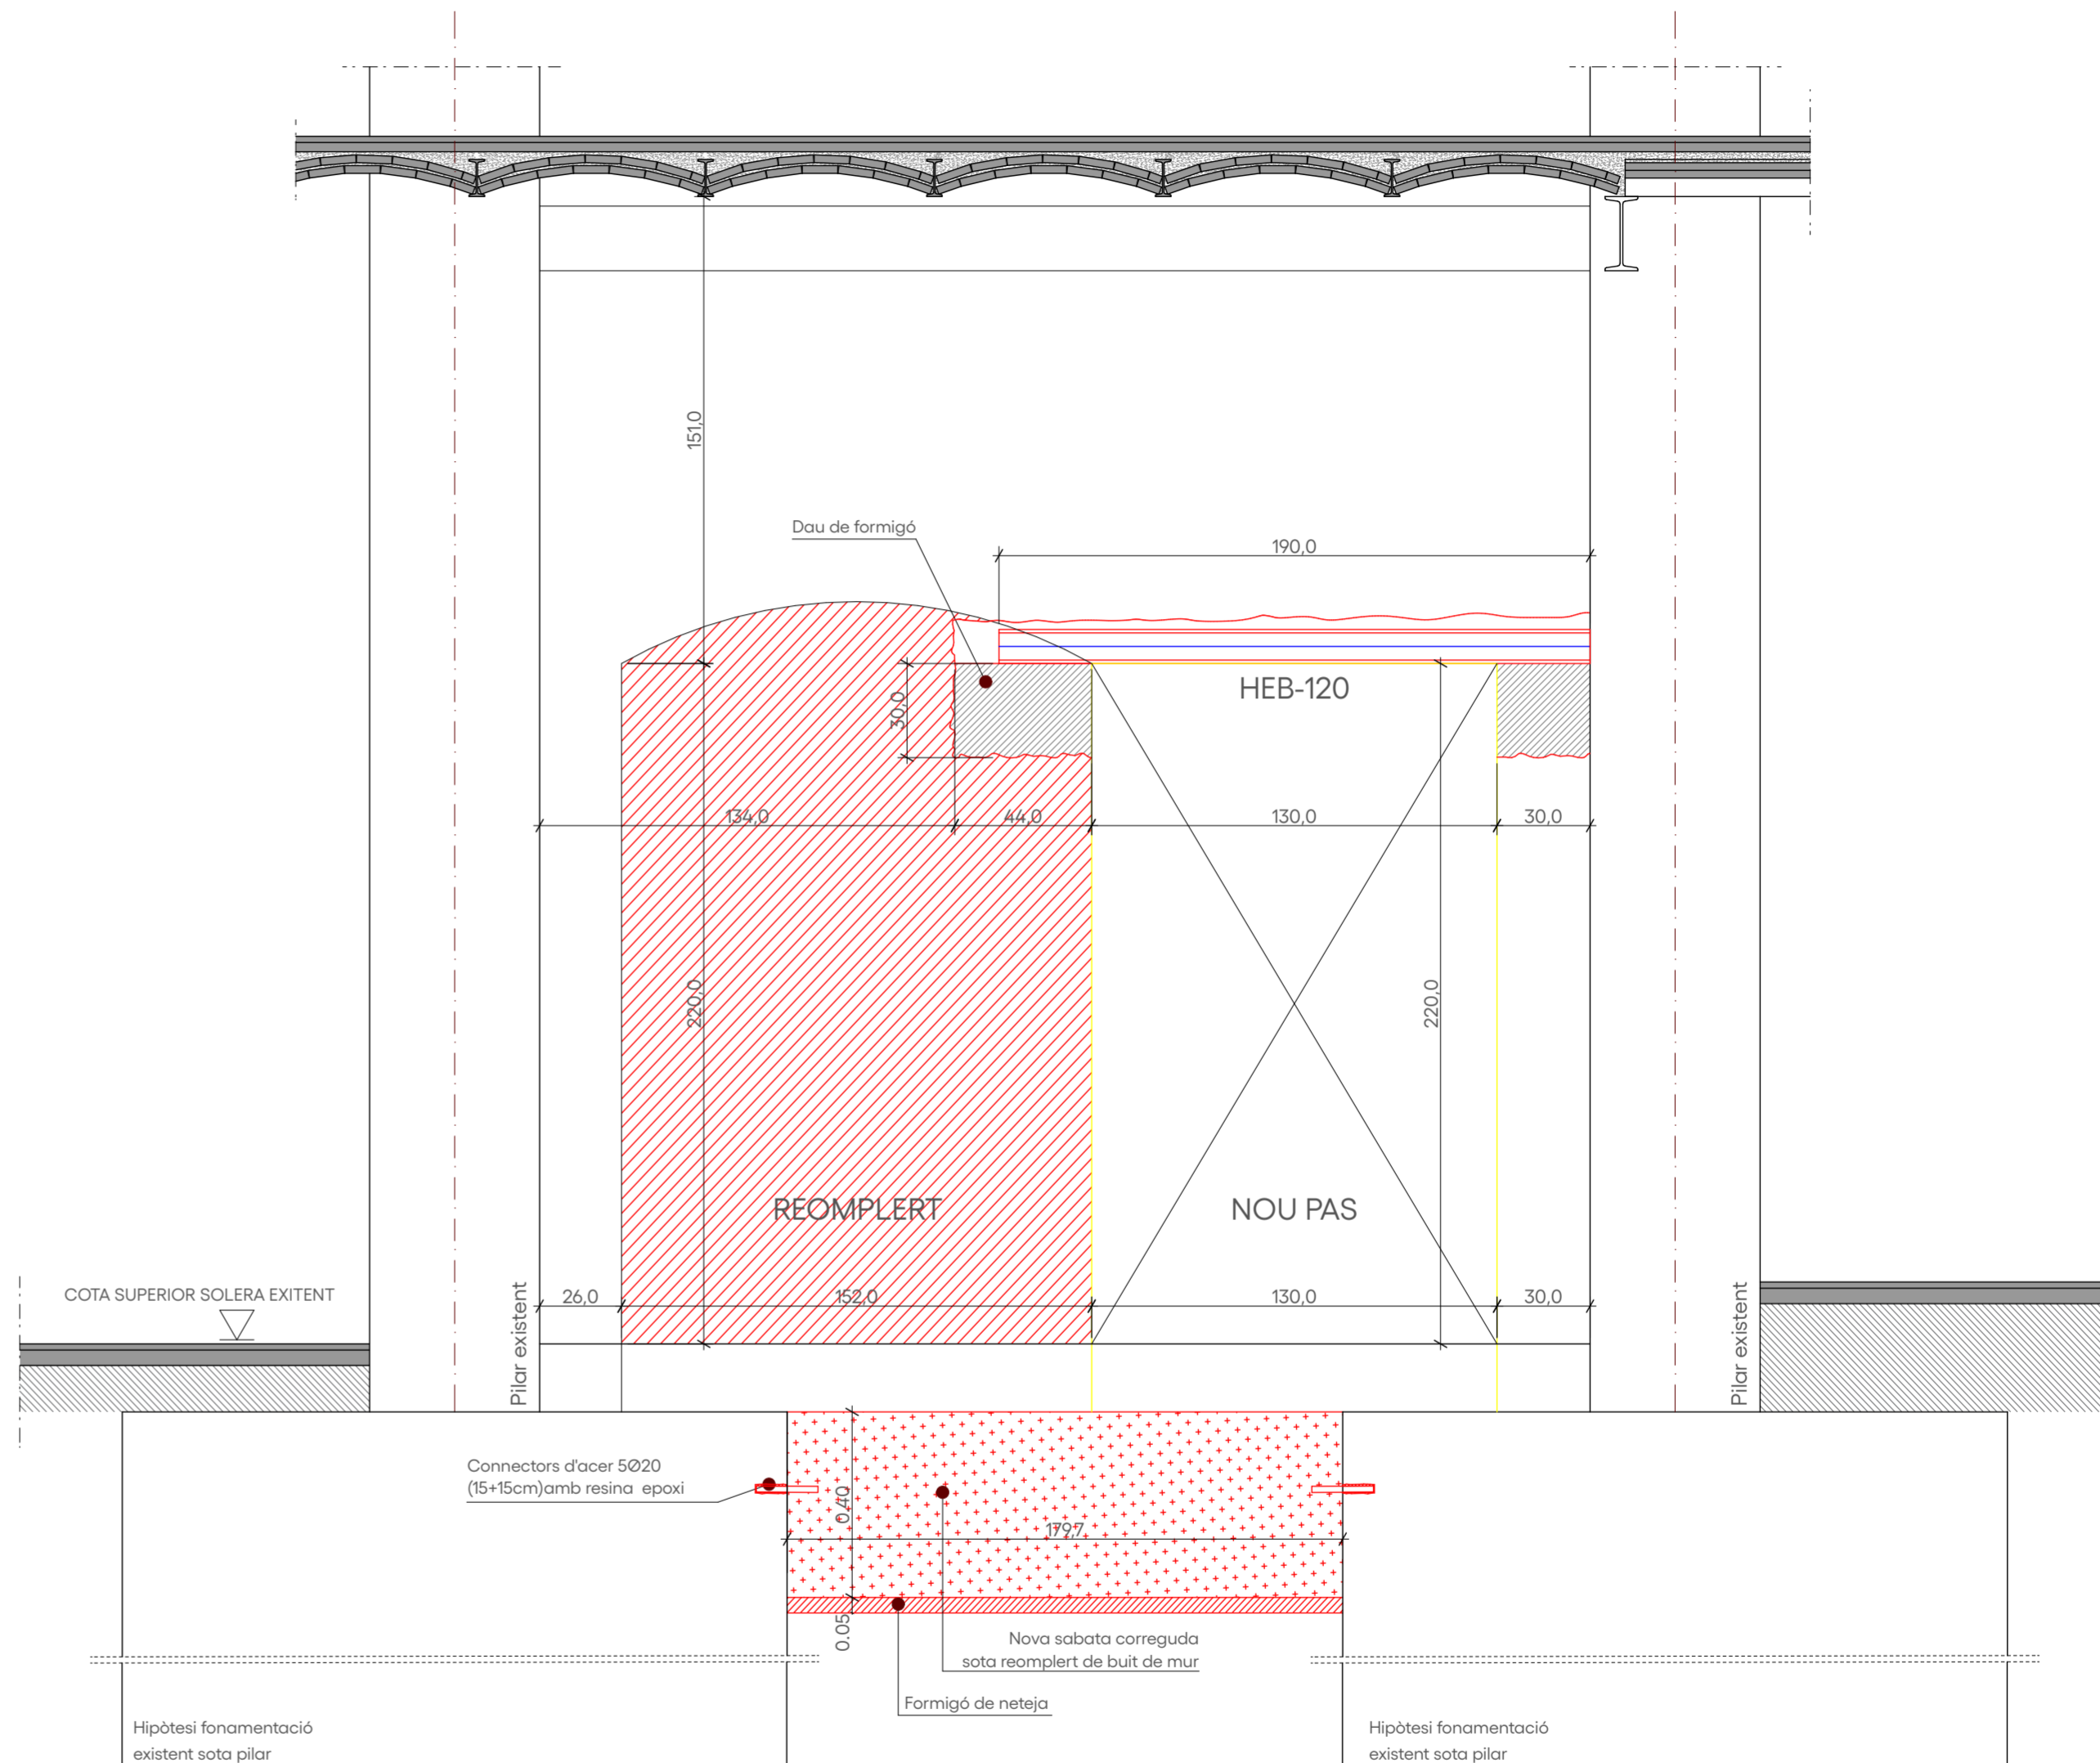 151,0
Dau de formigó
190,0
HEB-120
30,0
134,0
44,0
130,0
30,0
220,0
220,0
REOMPLERT
NOU PAS
COTA SUPERIOR SOLERA EXITENT
Pilar existent
26,0
152,0
130,0
30,0
Pilar existent
Connectors d'acer 5Ø20
(15+15cm)amb resina epoxi
0.40
179,7
0.05
Nova sabata correguda
sota reomplert de buit de mur
Formigó de neteja
Hipòtesi fonamentació
existent sota pilar
Hipòtesi fonamentació
existent sota pilar